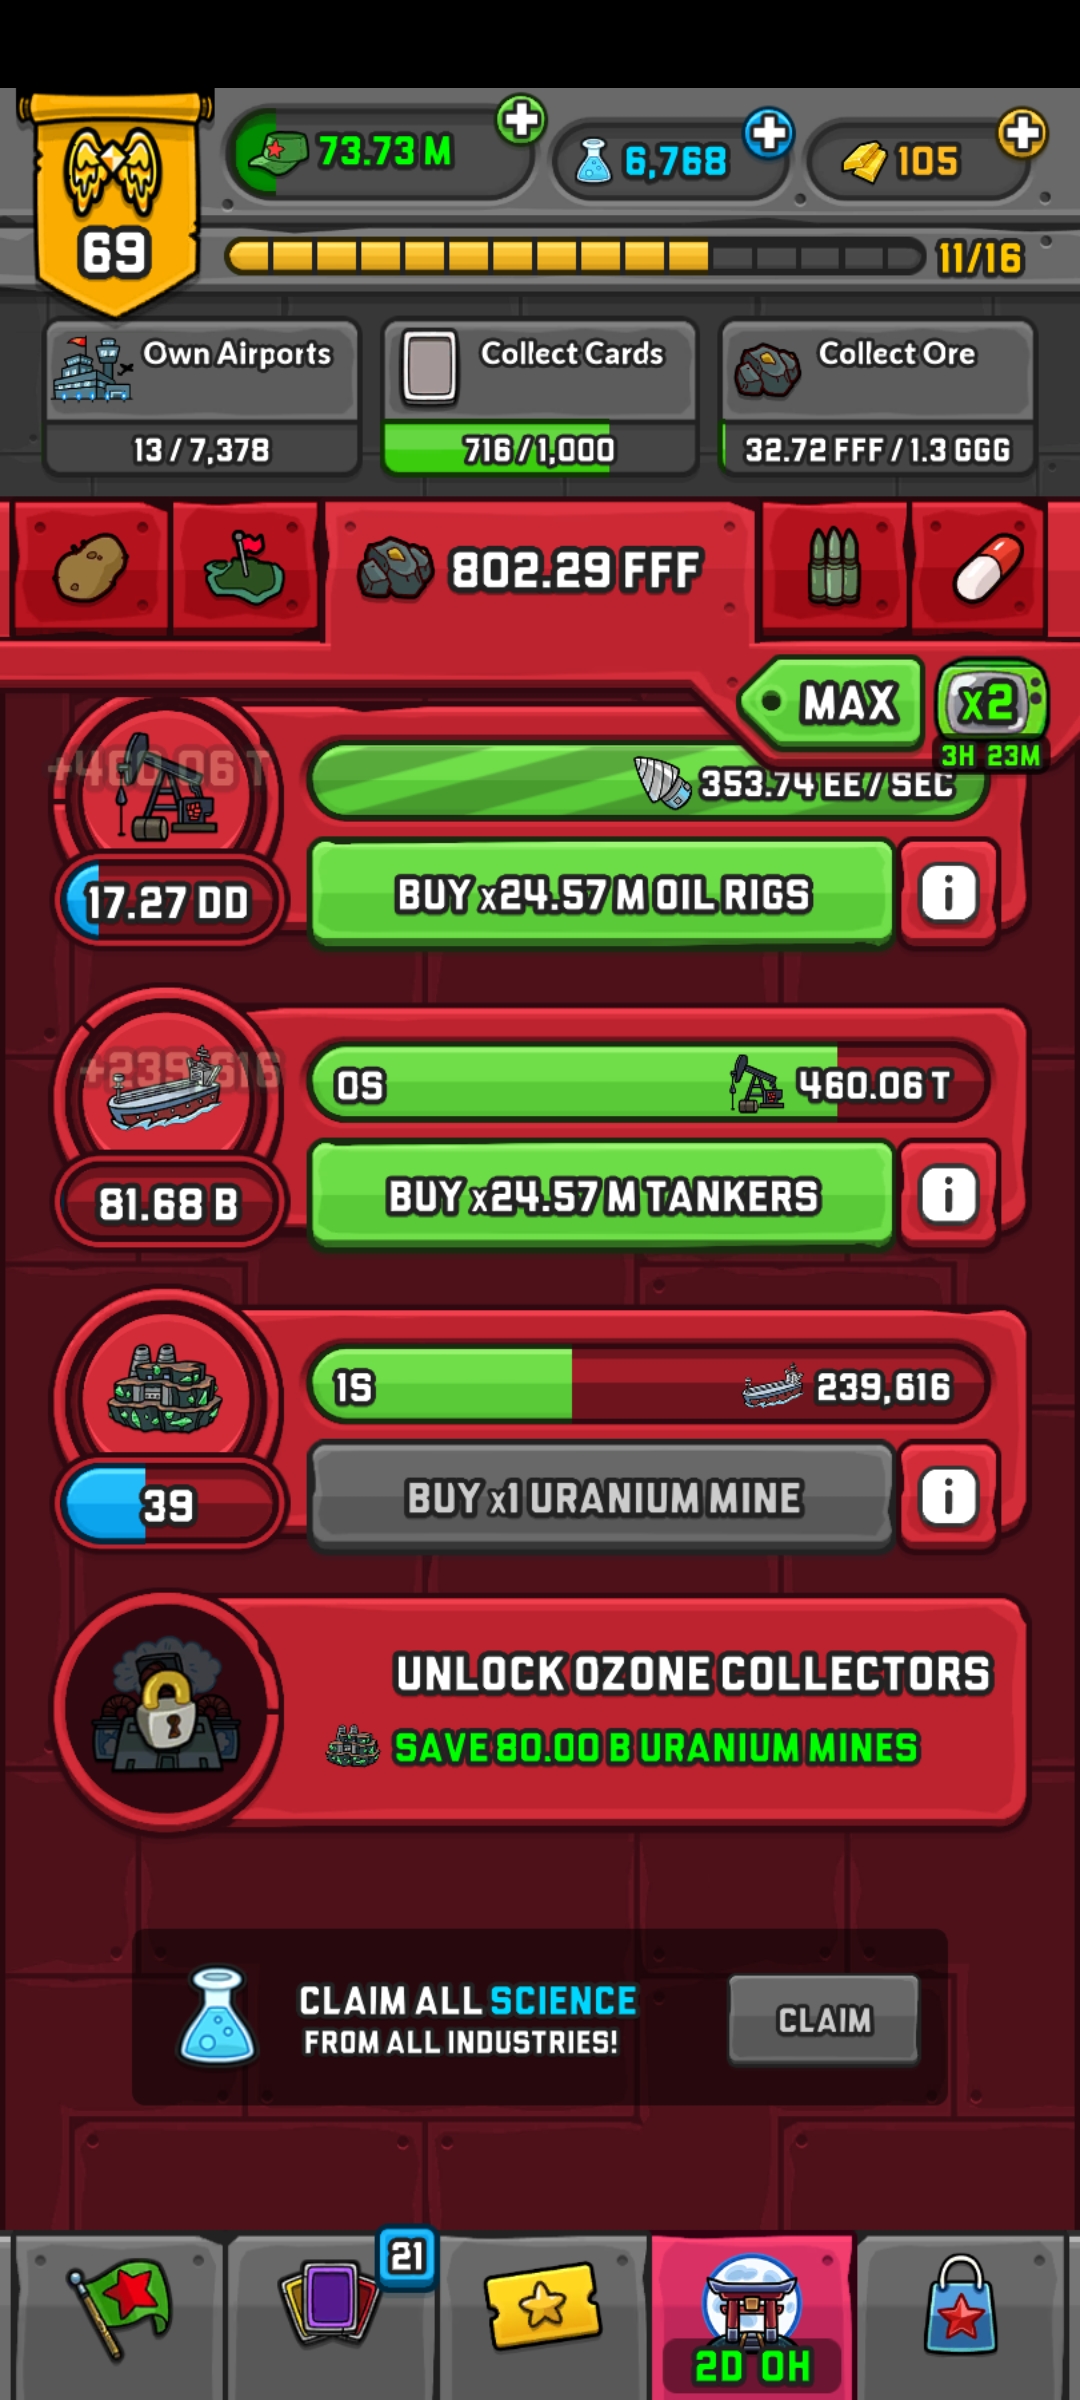 73.73 M
6,768
105
69
11/16
Own Airports
13 / 7,378
Collect Cards
716 / 1,000
Collect Ore
32.72 FFF / 1.3 GGG
802.29 FFF
MAX
x2
3H 23M
+460.06 T
353.74 EE / SEC
17.27 DD
BUY x24.57 M OIL RIGS
i
+239,616
0S
460.06 T
81.68 B
BUY x24.57 M TANKERS
i
1S
239,616
39
BUY x1 URANIUM MINE
i
UNLOCK OZONE COLLECTORS
SAVE 80.00 B URANIUM MINES
CLAIM ALL SCIENCE
FROM ALL INDUSTRIES!
CLAIM
21
2D 0H